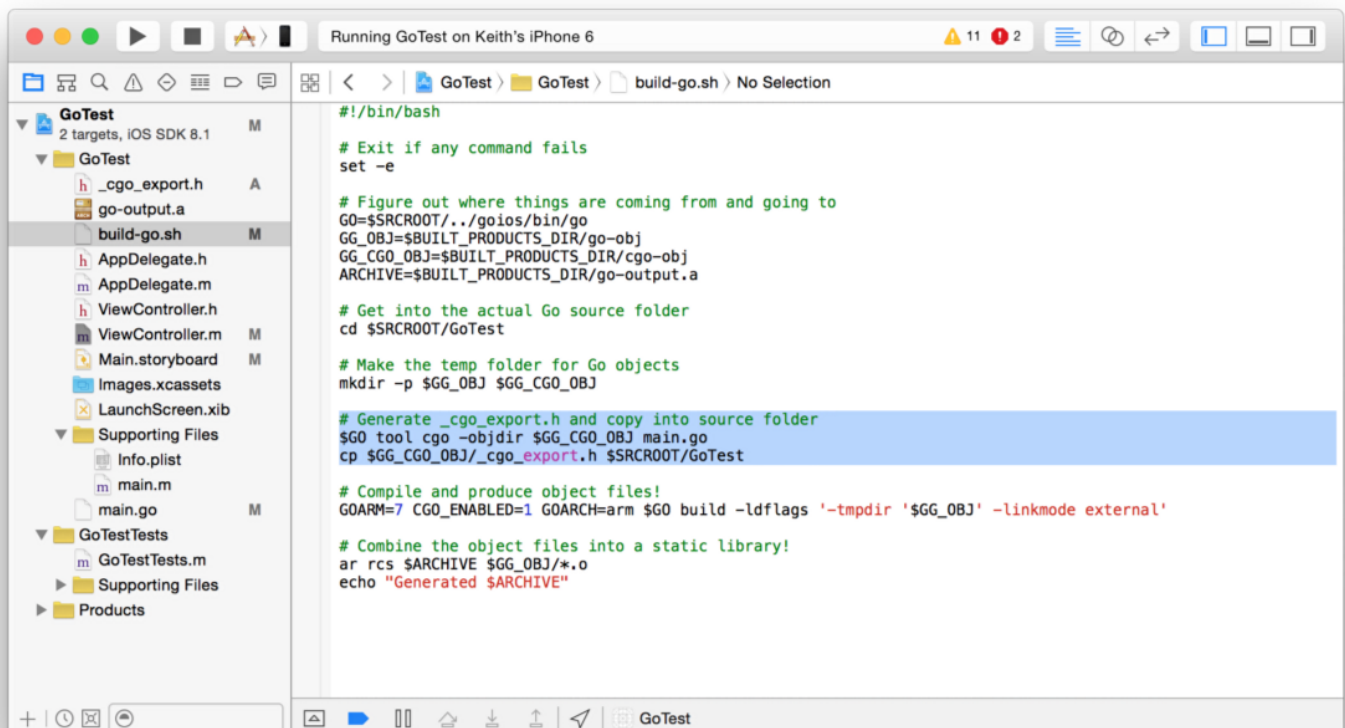 Running GoTest on Keith's iPhone 6
11
2
GoTest
GoTest
build-go.sh
No Selection
GoTest
M
2 targets, iOS SDK 8.1
GoTest
h _cgo_export.h A
go-output.a
build-go.sh M
h AppDelegate.h
m AppDelegate.m
h ViewController.h
m ViewController.m M
Main.storyboard M
Images.xcassets
LaunchScreen.xib
Supporting Files
Info.plist
m main.m
main.go M
GoTestTests
m GoTestTests.m
Supporting Files
Products
#!/bin/bash
# Exit if any command fails
set -e
# Figure out where things are coming from and going to
GO=$SRCROOT/../goios/bin/go
GG_OBJ=$BUILT_PRODUCTS_DIR/go-obj
GG_CGO_OBJ=$BUILT_PRODUCTS_DIR/cgo-obj
ARCHIVE=$BUILT_PRODUCTS_DIR/go-output.a
# Get into the actual Go source folder
cd $SRCROOT/GoTest
# Make the temp folder for Go objects
mkdir -p $GG_OBJ $GG_CGO_OBJ
# Generate _cgo_export.h and copy into source folder
$GO tool cgo -objdir $GG_CGO_OBJ main.go
cp $GG_CGO_OBJ/_cgo_export.h $SRCROOT/GoTest
# Compile and produce object files!
GOARM=7 CGO_ENABLED=1 GOARCH=arm $GO build -ldflags '-tmpdir '$GG_OBJ' -linkmode external'
# Combine the object files into a static library!
ar rcs $ARCHIVE $GG_OBJ/*.o
echo "Generated $ARCHIVE"
GoTest